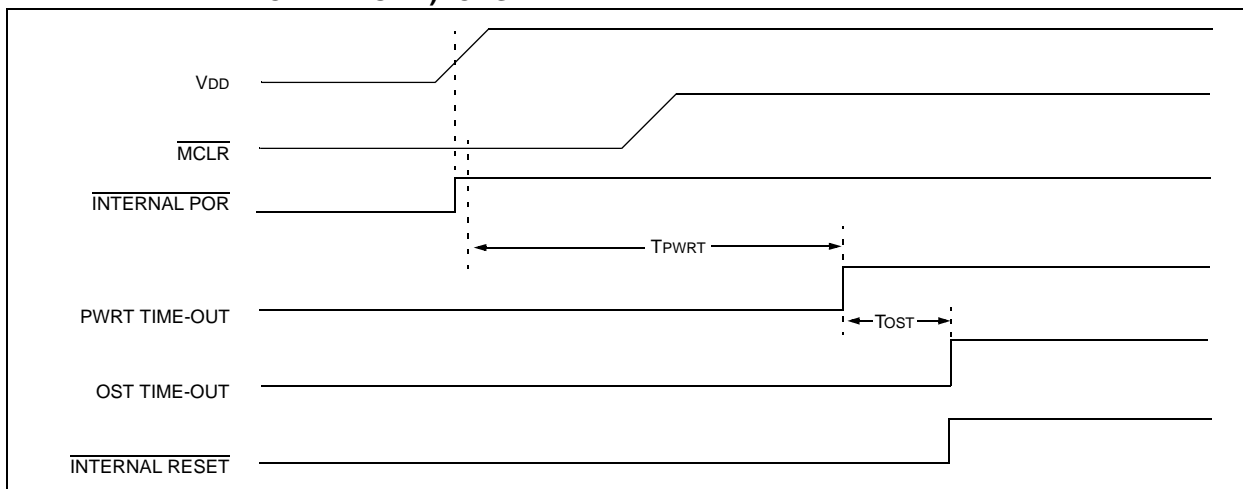 VDD
MCLR
INTERNAL POR
TPWRT
PWRT TIME-OUT
TOST
OST TIME-OUT
INTERNAL RESET